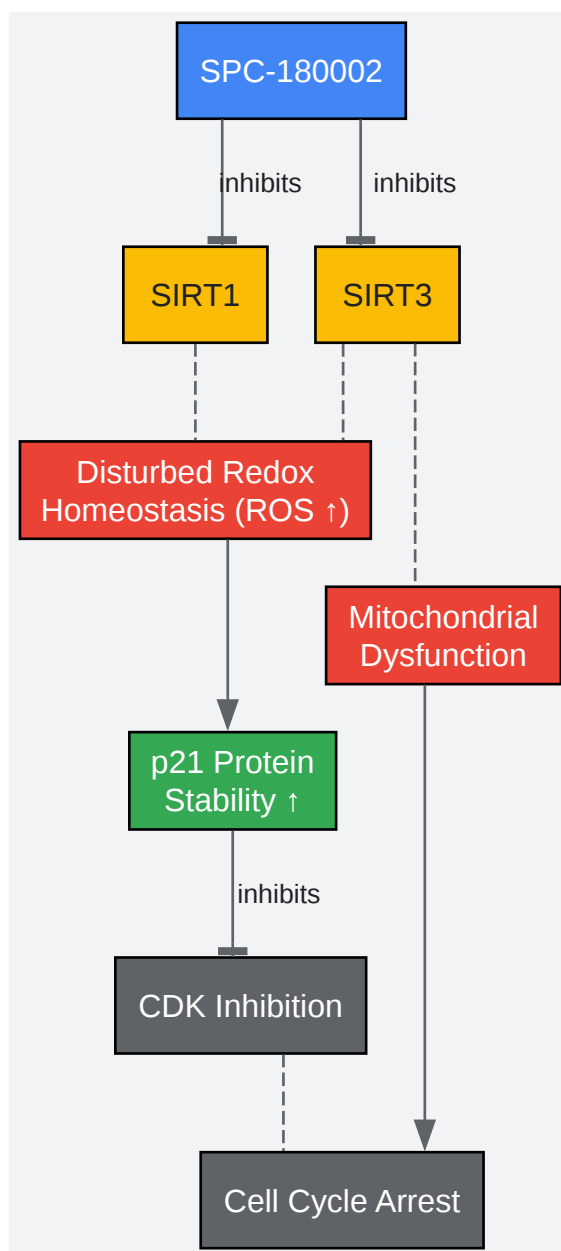 SPC-180002
inhibits
inhibits
SIRT1
SIRT3
Disturbed Redox
Homeostasis (ROS ↑)
Mitochondrial
Dysfunction
p21 Protein
Stability ↑
inhibits
CDK Inhibition
Cell Cycle Arrest